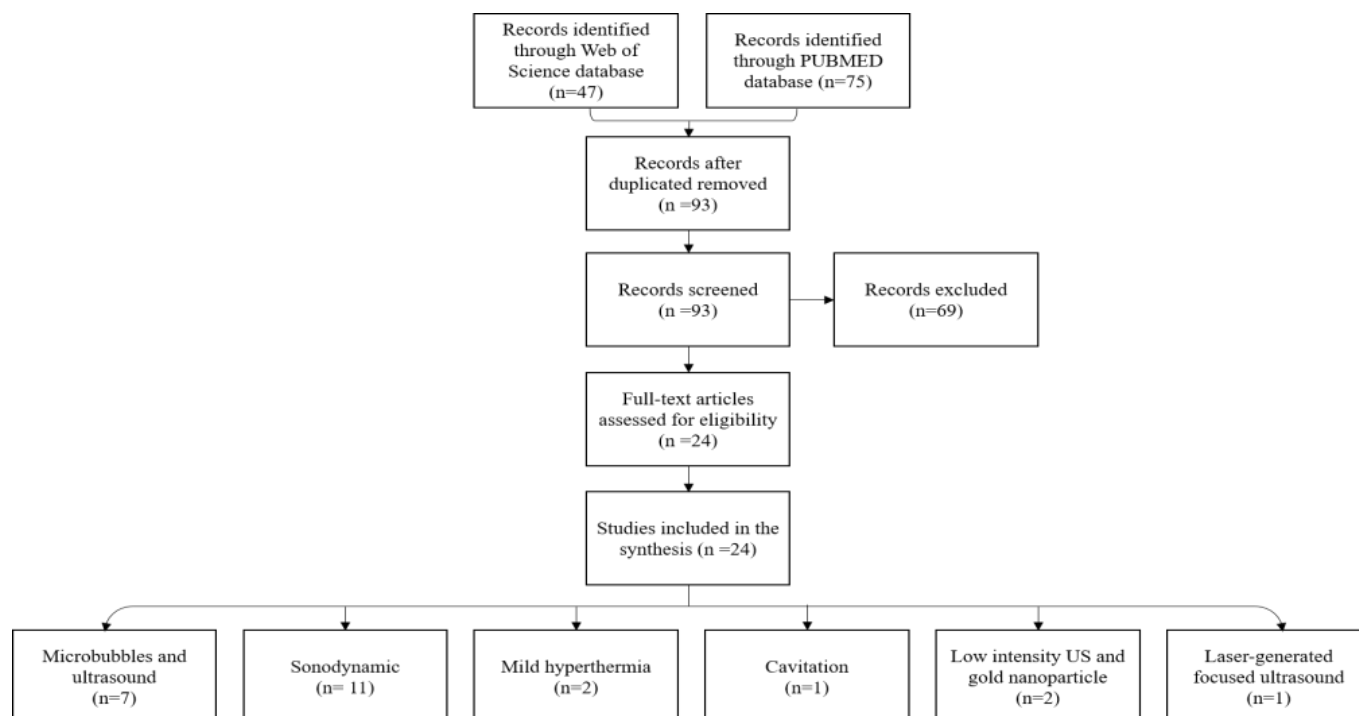 Records identified
through Web of
Science database
(n=47)
Records identified
through PUBMED
database (n=75)
Records after
duplicated removed
(n =93)
Records screened
(n =93)
Records excluded
(n=69)
Full-text articles
assessed for eligibility
(n =24)
Studies included in the
synthesis (n =24)
Microbubbles and
ultrasound
(n=7)
Sonodynamic
(n= 11)
Mild hyperthermia
(n=2)
Cavitation
(n=1)
Low intensity US and
gold nanoparticle
(n=2)
Laser-generated
focused ultrasound
(n=1)